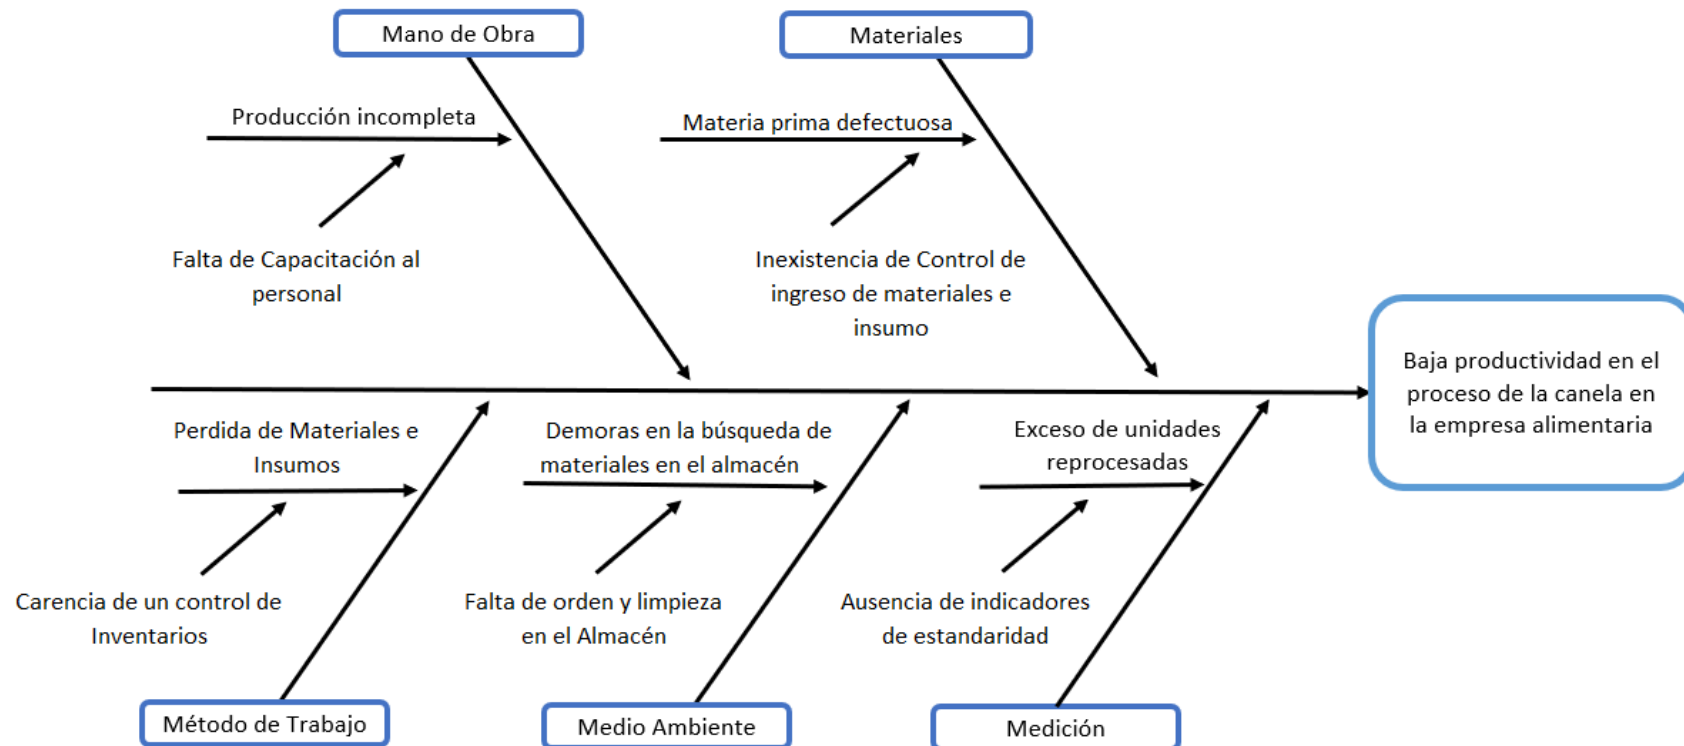 Mano de Obra
Materiales
Producción incompleta
Materia prima defectuosa
Falta de Capacitación al
personal
Inexistencia de Control de
ingreso de materiales e
insumo
Baja productividad en el
proceso de la canela en
la empresa alimentaria
Perdida de Materiales e
Insumos
Demoras en la búsqueda de
materiales en el almacén
Exceso de unidades
reprocesadas
Carencia de un control de
Inventarios
Falta de orden y limpieza
en el Almacén
Ausencia de indicadores
de estandaridad
Método de Trabajo
Medio Ambiente
Medición